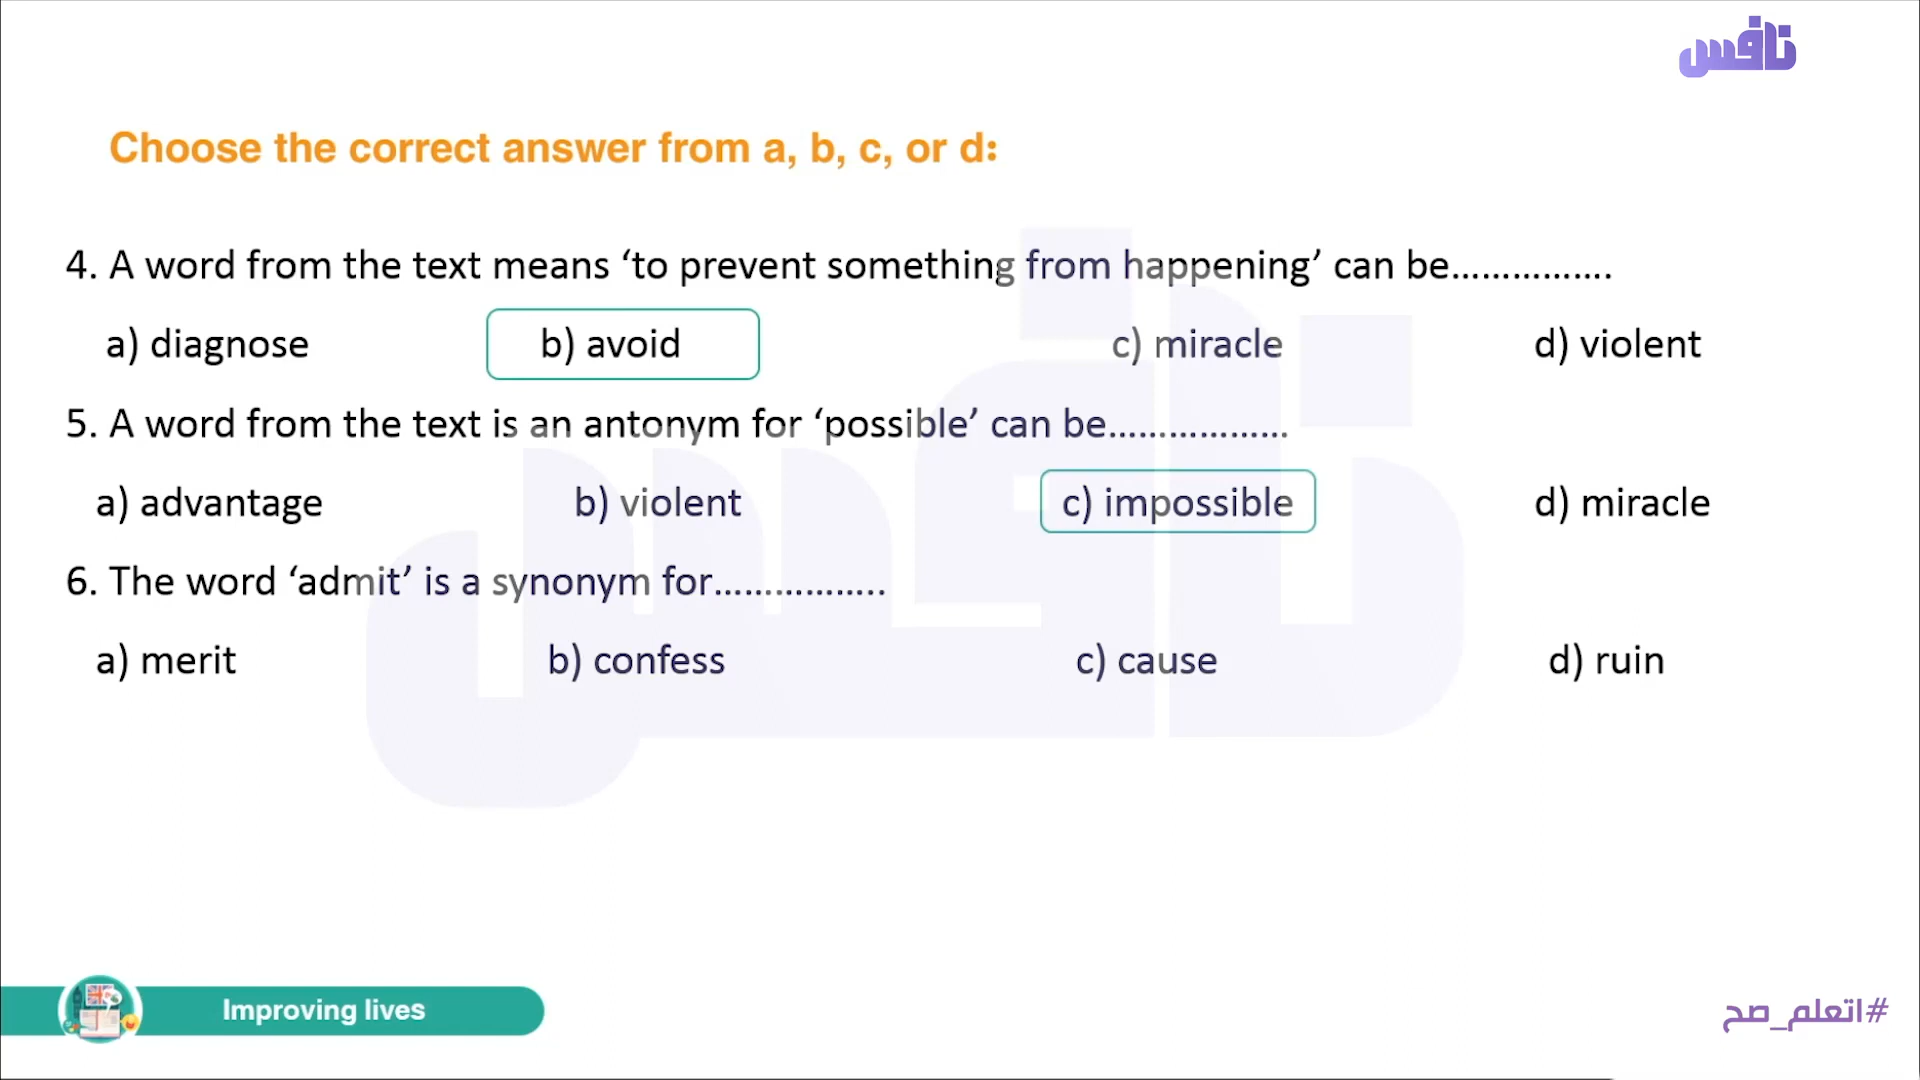 نافس
Choose the correct answer from a, b, c, or d:
4. A word from the text means ‘to prevent something from happening’ can be…………….
a) diagnose b) avoid c) miracle d) violent
5. A word from the text is an antonym for ‘possible’ can be………………
a) advantage b) violent c) impossible d) miracle
6. The word ‘admit’ is a synonym for……………..
a) merit b) confess c) cause d) ruin
Improving lives
#اتعلم_صح